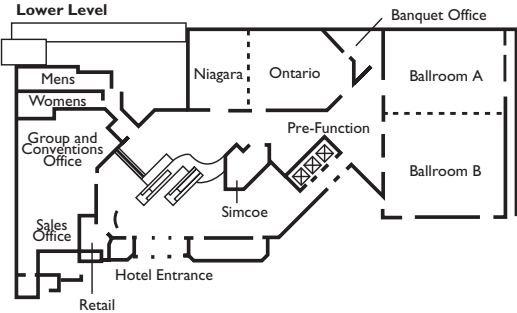 Lower Level
Banquet Office
Mens
Niagara
Ontario
Ballroom A
Womens
Group and
Conventions
Office
Pre-Function
Ballroom B
Simcoe
Sales
Office
Hotel Entrance
Retail